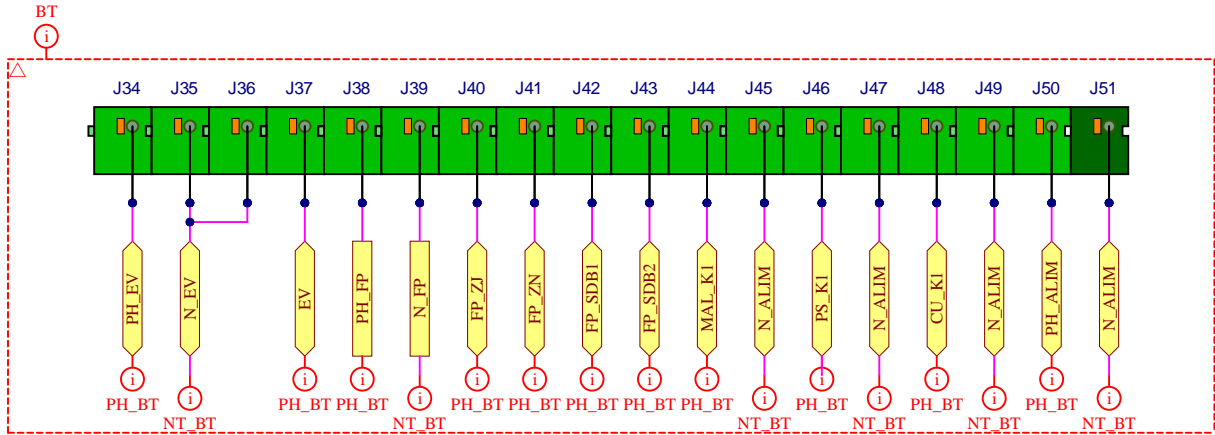 BT
i
J34 J35 J36 J37 J38 J39 J40 J41 J42 J43 J44 J45 J46 J47 J48 J49 J50 J51
PH_EV N_EV EV PH_FP N_FP FP_ZJ FP_ZN FP_SDB1 FP_SDB2 MAL_K1 N_ALIM PS_K1 N_ALIM CU_K1 N_ALIM PH_ALIM N_ALIM
i i i i i i i i i i i i i i i i i
PH_BT PH_BT PH_BT PH_BT PH_BT PH_BT PH_BT PH_BT PH_BT PH_BT PH_BT
NT_BT NT_BT NT_BT NT_BT NT_BT NT_BT